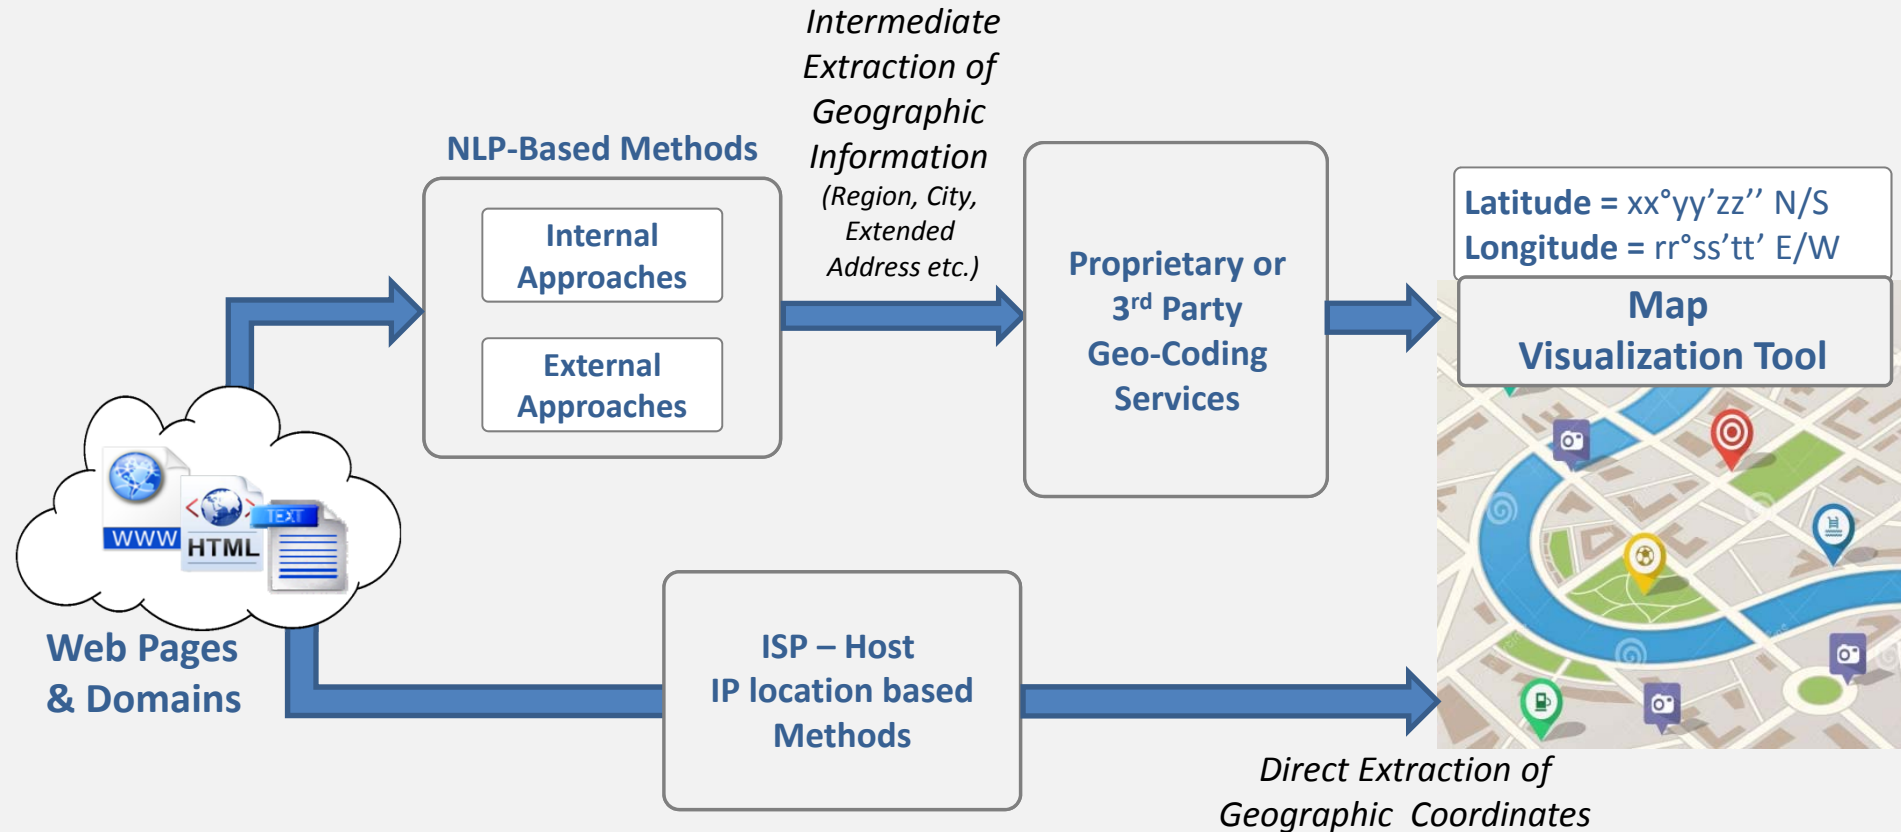 Intermediate
Extraction of
Geographic
Information
(Region, City,
Extended
Address etc.)
NLP-Based Methods
Internal
Approaches
External
Approaches
Proprietary or
3rd Party
Geo-Coding
Services
Latitude = xx°yy’zz’’ N/S
Longitude = rr°ss’tt’ E/W
Map
Visualization Tool
WWW
HTML
TEXT
Web Pages
& Domains
ISP – Host
IP location based
Methods
Direct Extraction of
Geographic Coordinates